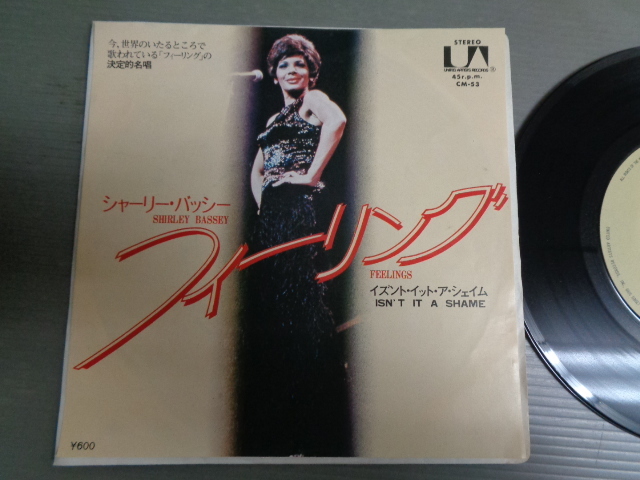 今、世界のいたるところで
歌われている「フィーリング」の
決定的名唱
STEREO
UA
UNITED ARTISTS RECORDS
45r.p.m.
CM-53
シャーリー・バッシー
SHIRLEY BASSEY
フィーリング
FEELINGS
イズント・イット・ア・シェイム
ISN'T IT A SHAME
¥600